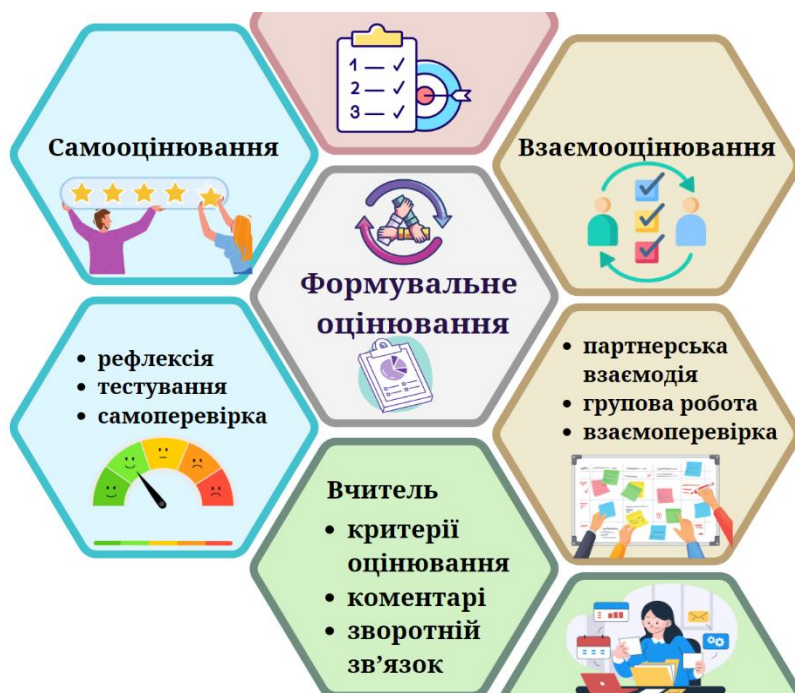 1 — ✓
2 — ✓
3 — ✓
Самооцінювання
Взаємооцінювання
Формувальне
оцінювання
• рефлексія
• тестування
• самоперевірка
• партнерська
взаємодія
• групова робота
• взаємоперевірка
Вчитель
• критерії
оцінювання
• коментарі
• зворотній
зв’язок